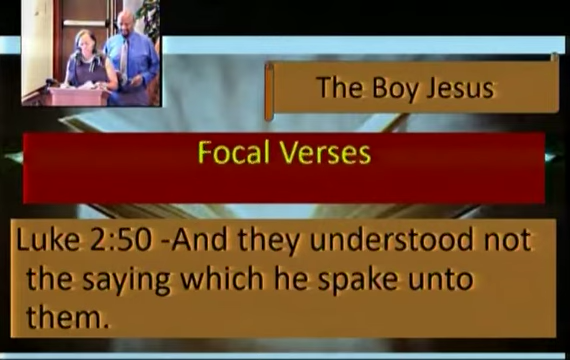 The Boy Jesus
Focal Verses
Luke 2:50 -And they understood not
the saying which he spake unto
them.